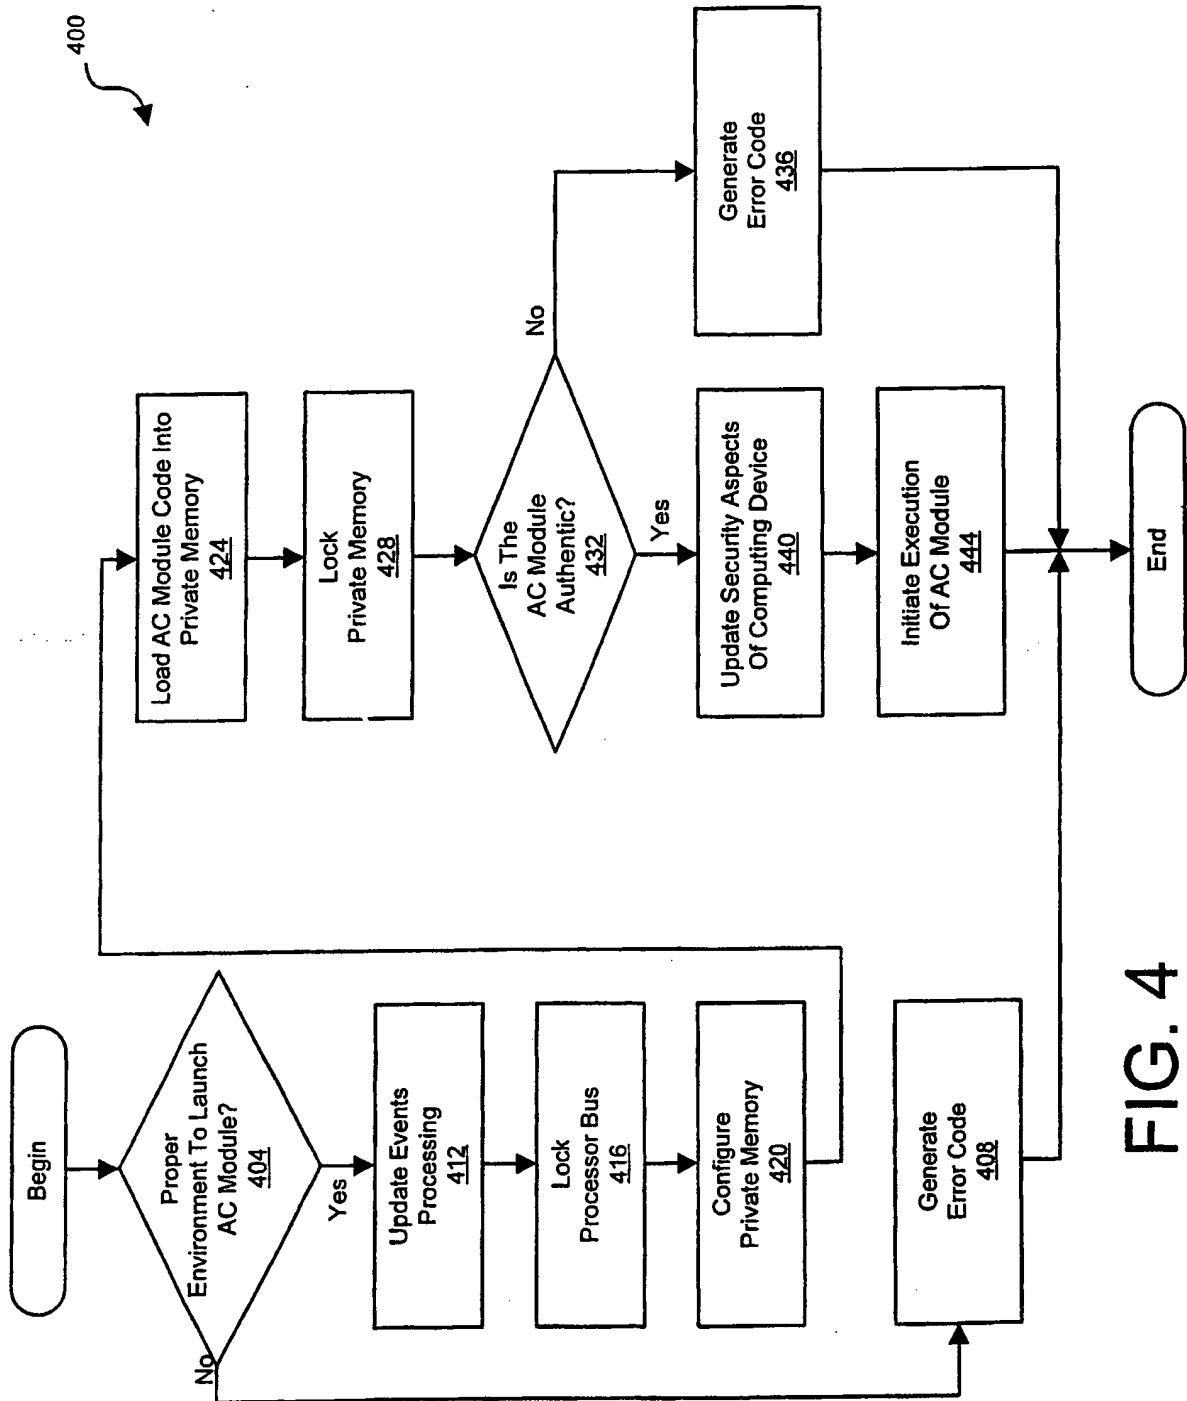 400
Begin
Proper
Environment To Launch
AC Module?
404
No
Yes
Update Events
Processing
412
Lock
Processor Bus
416
Configure
Private Memory
420
Generate
Error Code
408
Load AC Module Code Into
Private Memory
424
Lock
Private Memory
428
Is The
AC Module
Authentic?
432
No
Yes
Generate
Error Code
436
Update Security Aspects
Of Computing Device
440
Initiate Execution
Of AC Module
444
End
FIG. 4